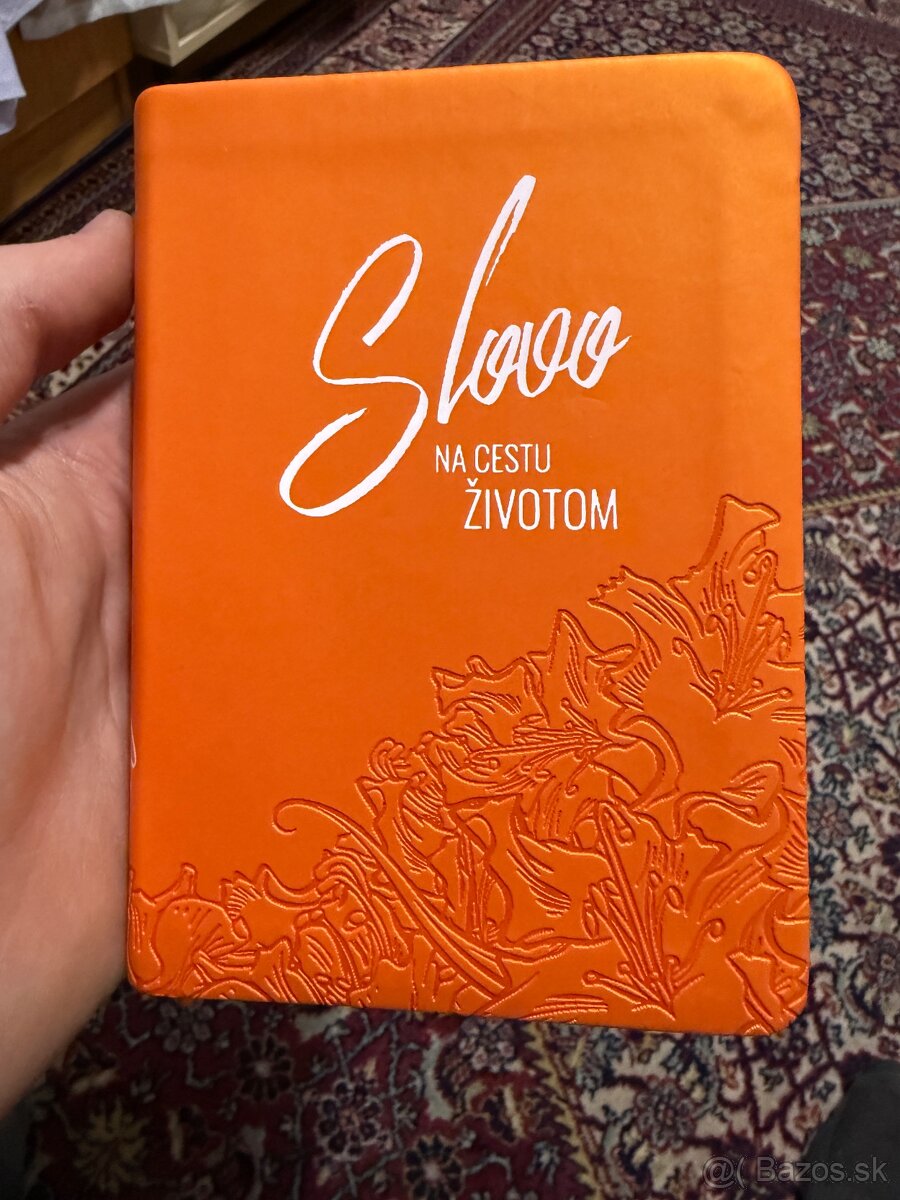 Slovo
NA CESTU
ŽIVOTOM
@( Bazos.sk